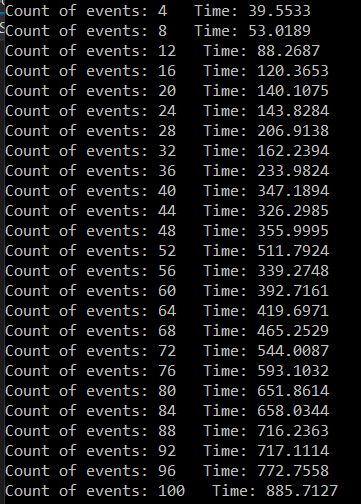 Count of events: 4   Time: 39.5533
Count of events: 8   Time: 53.0189
Count of events: 12   Time: 88.2687
Count of events: 16   Time: 120.3653
Count of events: 20   Time: 140.1075
Count of events: 24   Time: 143.8284
Count of events: 28   Time: 206.9138
Count of events: 32   Time: 162.2394
Count of events: 36   Time: 233.9824
Count of events: 40   Time: 347.1894
Count of events: 44   Time: 326.2985
Count of events: 48   Time: 355.9995
Count of events: 52   Time: 511.7924
Count of events: 56   Time: 339.2748
Count of events: 60   Time: 392.7161
Count of events: 64   Time: 419.6971
Count of events: 68   Time: 465.2529
Count of events: 72   Time: 544.0087
Count of events: 76   Time: 593.1032
Count of events: 80   Time: 651.8614
Count of events: 84   Time: 658.0344
Count of events: 88   Time: 716.2363
Count of events: 92   Time: 717.1114
Count of events: 96   Time: 772.7558
Count of events: 100   Time: 885.7127